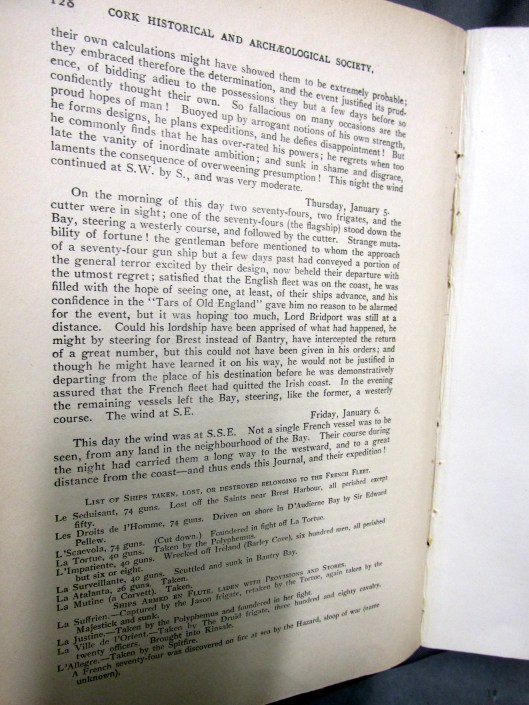 128
CORK HISTORICAL AND ARCHÆOLOGICAL SOCIETY.
their own calculations might have showed them to be extremely probable;
they embraced therefore the determination, and the event justified its prud-
ence, of bidding adieu to the possessions they but a few days before so
confidently thought their own. So fallacious on many occasions are the
proud hopes of man! Buoyed up by arrogant notions of his own strength,
he forms designs, he plans expeditions, and he defies disappointment! But
he commonly finds that he has over-rated his powers; he regrets when too
late the vanity of inordinate ambition; and sunk in shame and disgrace,
laments the consequence of overweening presumption! This night the wind
continued at S.W. by S., and was very moderate.
Thursday, January 5.
On the morning of this day two seventy-fours, two frigates, and the
cutter were in sight; one of the seventy-fours (the flagship) stood down the
Bay, steering a westerly course, and followed by the cutter. Strange muta-
bility of fortune! the gentleman before mentioned to whom the approach
of a seventy-four gun ship but a few days past had conveyed a portion of
the general terror excited by their design, now beheld their departure with
the utmost regret; satisfied that the English fleet was on the coast, he was
filled with the hope of seeing one, at least, of their ships advance, and his
confidence in the "Tars of Old England" gave him no reason to be alarmed
for the event, but it was hoping too much, Lord Bridport was still at a
distance. Could his lordship have been apprised of what had happened, he
might by steering for Brest instead of Bantry, have intercepted the return
of a great number, but this could not have been given in his orders; and
though he might have learned it on his way, he would not be justified in
departing from the place of his destination before he was demonstratively
assured that the French fleet had quitted the Irish coast. In the evening
the remaining vessels left the Bay, steering, like the former, a westerly
course. The wind at S.E.
Friday, January 6.
This day the wind was at S.S.E. Not a single French vessel was to be
seen, from any land in the neighbourhood of the Bay. Their course during
the night had carried them a long way to the westward, and to a great
distance from the coast—and thus ends this Journal, and their expedition!
LIST OF SHIPS TAKEN, LOST, OR DESTROYED BELONGING TO THE FRENCH FLEET.
Le Seduisant, 74 guns. Lost off the Saints near Brest Harbour, all perished except
fifty.
Les Droits de l'Homme, 74 guns. Driven on shore in D'Audierne Bay by Sir Edward
Pellew.
L'Scaevola, 74 guns. (Cut down.) Foundered in fight off La Tortue.
La Tortue, 40 guns. Taken by the Polyphemus.
L'Impatiente, 40 guns. Wrecked off Ireland (Barley Cove), six hundred men, all perished
but six or eight.
La Surveillante, 40 guns. Scuttled and sunk in Bantry Bay.
La Atalanta, 26 guns. Taken.
La Mutine (a Corvett). Taken.
SHIPS ARMED EN FLUTE, LADEN WITH PROVISIONS AND STORES.
La Suffrien.—Captured by the Jason frigate, retaken by the Tortue, again taken by the
Majestick and sunk.
La Justine.—Taken by the Polyphemus and foundered in her fight.
La Ville de l'Orient.—Taken by The Druid frigate, three hundred and eighty cavalry,
twenty officers. Brought into Kinsale.
L'Allegre.—Taken by the Spitfire.
A French seventy-four was discovered on fire at sea by the Hazard, sloop of war (name
unknown).